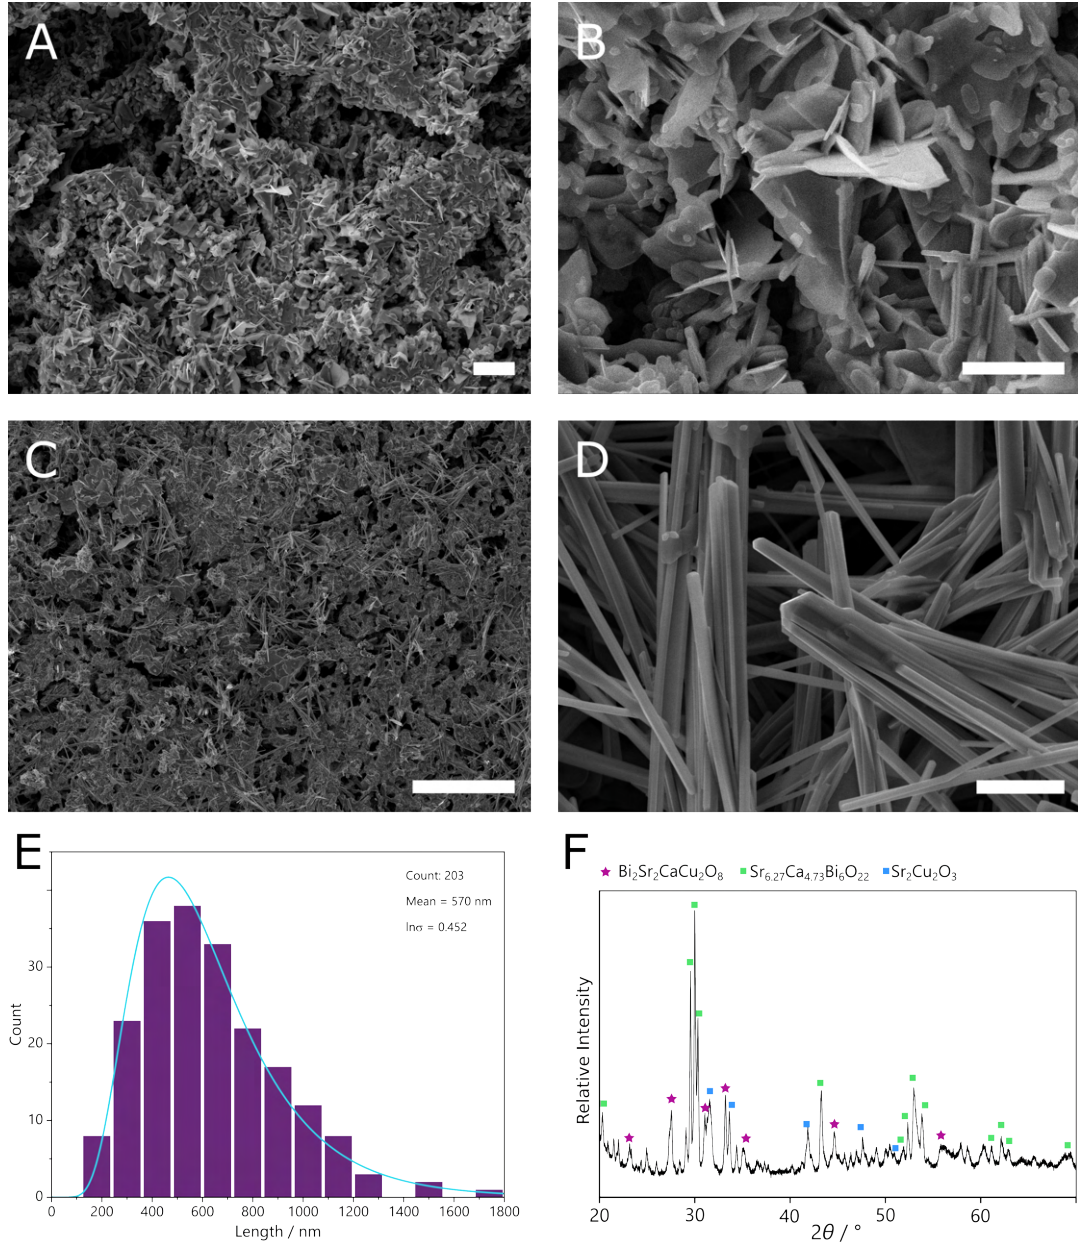 A
B
C
D
E
Count: 203
Mean = 570 nm
lnσ = 0.452
Count
30
20
10
0
0 200 400 600 800 1000 1200 1400 1600 1800
Length / nm
F
Bi₂Sr₂CaCu₂O₈ Sr₆.₂₇Ca₄.₇₃Bi₆O₂₂ Sr₂Cu₂O₃
Relative Intensity
20 30 40 50 60
2θ / °